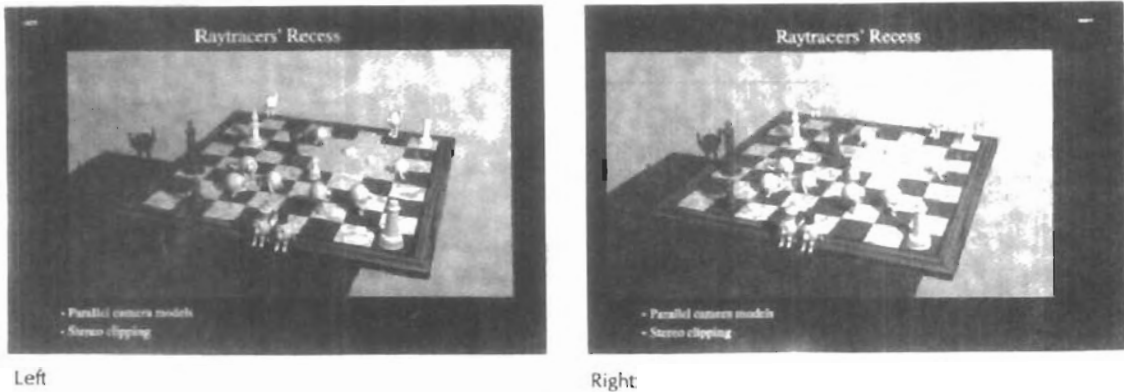 Raytracers' Recess
- Parallel camera models
- Stereo clipping
Left
Raytracers' Recess
- Parallel camera models
- Stereo clipping
Right